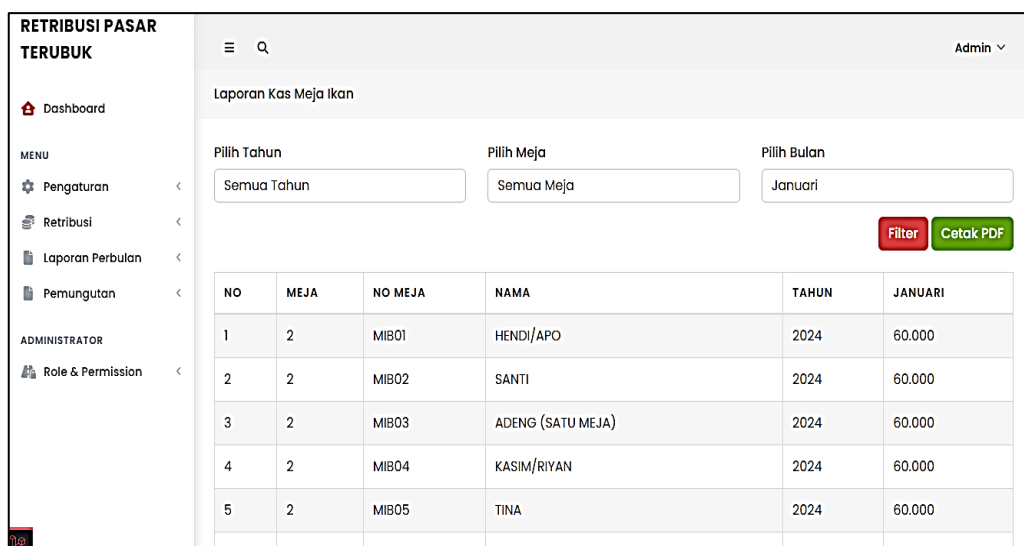 RETRIBUSI PASAR
TERUBUK
Admin
Dashboard
Laporan Kas Meja Ikan
MENU
Pengaturan
Retribusi
Laporan Perbulan
Pemungutan
ADMINISTRATOR
Role & Permission
Pilih Tahun Pilih Meja Pilih Bulan
Semua Tahun Semua Meja Januari
Filter Cetak PDF
NO MEJA NO MEJA NAMA TAHUN JANUARI
1 2 MIB01 HENDI/APO 2024 60.000
2 2 MIB02 SANTI 2024 60.000
3 2 MIB03 ADENG (SATU MEJA) 2024 60.000
4 2 MIB04 KASIM/RIYAN 2024 60.000
5 2 MIB05 TINA 2024 60.000